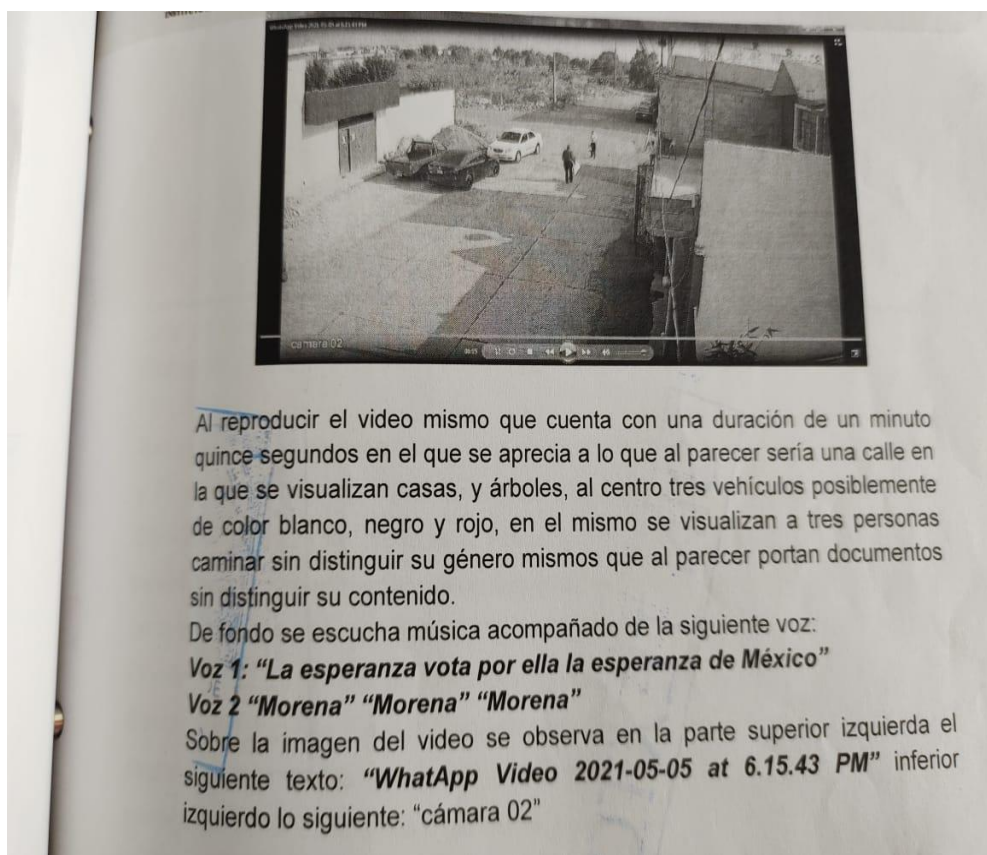 cámara 02
Al reproducir el video mismo que cuenta con una duración de un minuto
quince segundos en el que se aprecia a lo que al parecer sería una calle en
la que se visualizan casas, y árboles, al centro tres vehículos posiblemente
de color blanco, negro y rojo, en el mismo se visualizan a tres personas
caminar sin distinguir su género mismos que al parecer portan documentos
sin distinguir su contenido.
De fondo se escucha música acompañado de la siguiente voz:
Voz 1: “La esperanza vota por ella la esperanza de México”
Voz 2 “Morena” “Morena” “Morena”
Sobre la imagen del video se observa en la parte superior izquierda el
siguiente texto: “WhatApp Video 2021-05-05 at 6.15.43 PM” inferior
izquierdo lo siguiente: “cámara 02”